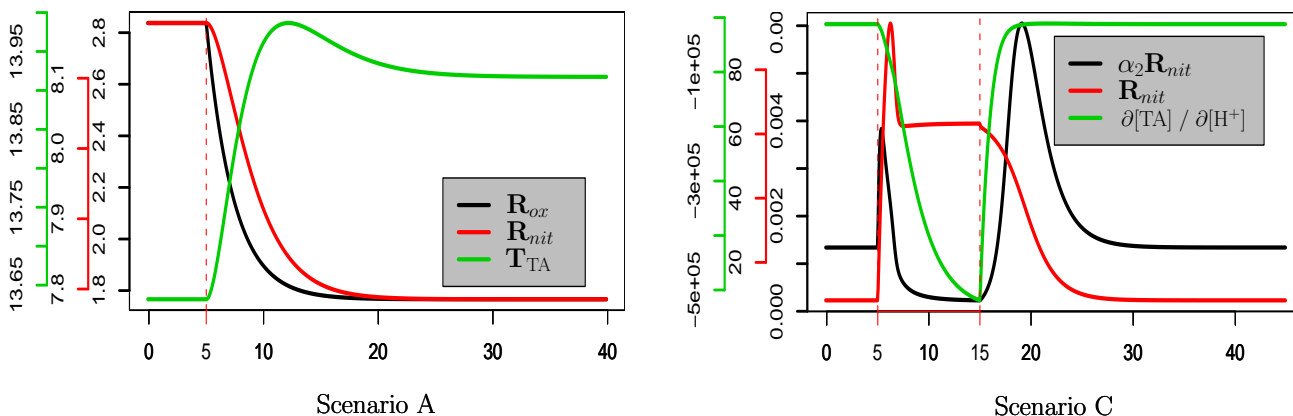 13.65 13.75 13.85 13.95
7.8 7.9 8.0 8.1
1.8 2.0 2.2 2.4 2.6 2.8
R_ox
R_nit
T_TA
0 5 10 20 30 40
Scenario A
−5e+05 −3e+05 −1e+05
20 40 60 80
0.000 0.002 0.004 0.00
α₂R_nit
R_nit
∂[TA] / ∂[H⁺]
0 5 10 15 20 30 40
Scenario C